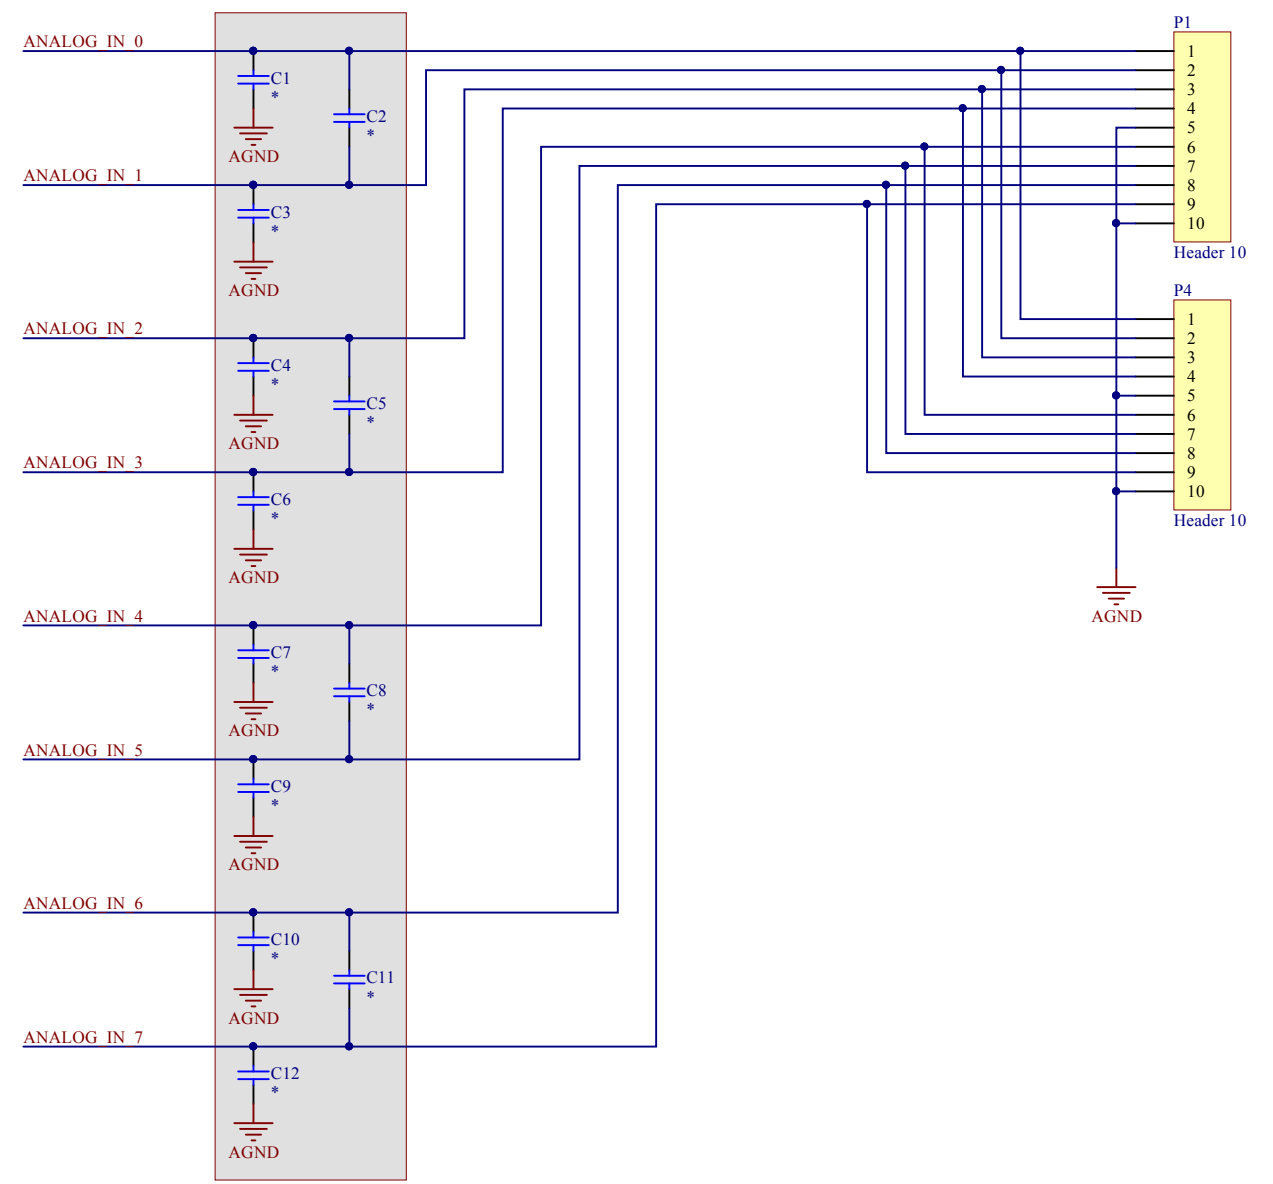 ANALOG_IN_0
C1
*
C2
*
AGND
ANALOG_IN_1
C3
*
AGND
ANALOG_IN_2
C4
*
C5
*
AGND
ANALOG_IN_3
C6
*
AGND
ANALOG_IN_4
C7
*
C8
*
AGND
ANALOG_IN_5
C9
*
AGND
ANALOG_IN_6
C10
*
C11
*
AGND
ANALOG_IN_7
C12
*
AGND
P1
1
2
3
4
5
6
7
8
9
10
Header 10
P4
1
2
3
4
5
6
7
8
9
10
Header 10
AGND